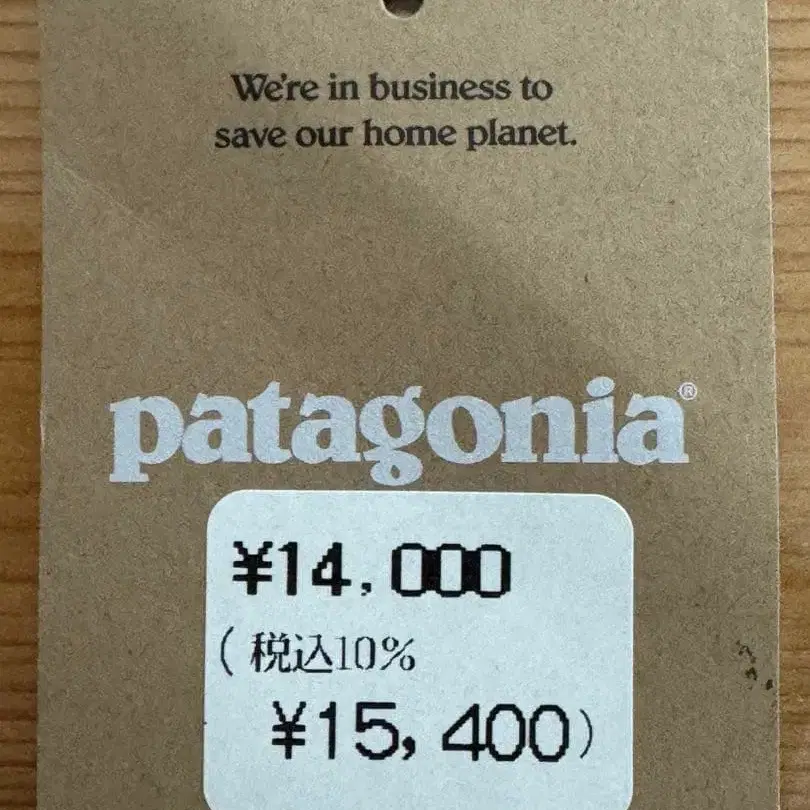 We're in business to
save our home planet.
patagonia®
¥14,000
(税込10%
¥15,400)